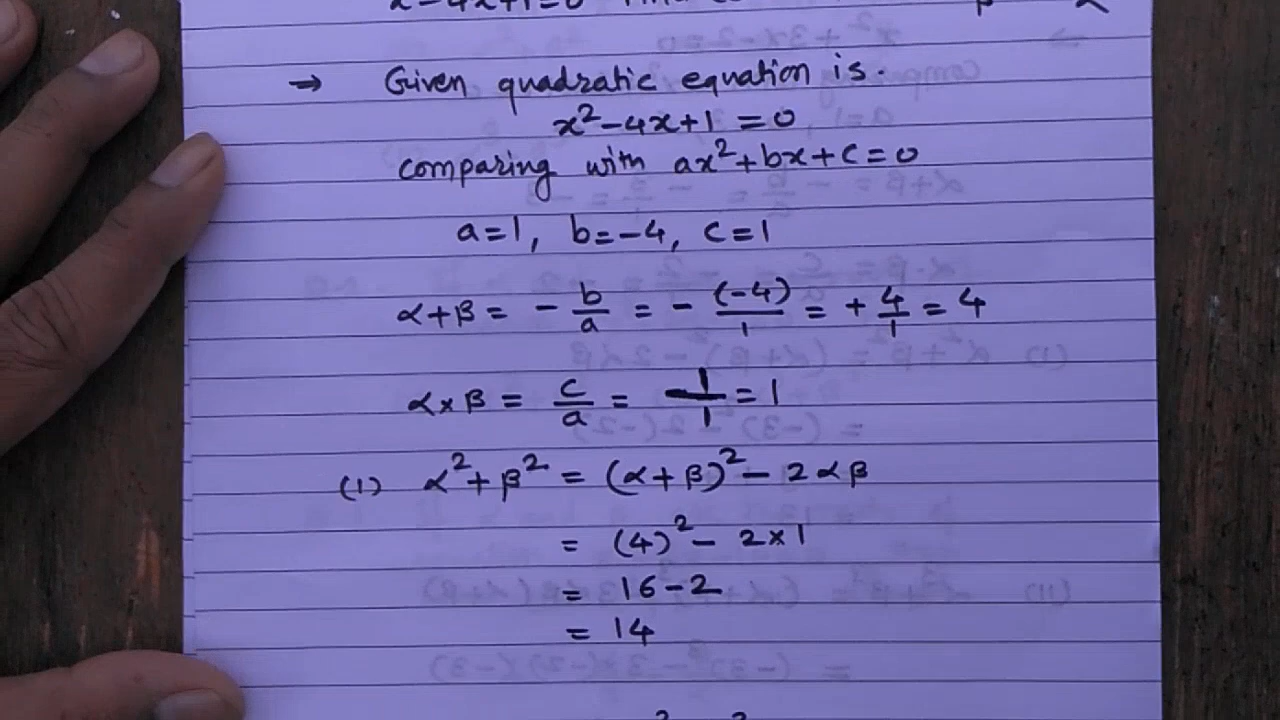 → Given quadratic equation is.
x²-4x+1=0
comparing with ax²+bx+c=0
a=1, b=-4, c=1
α+β = - b/a = - (-4)/1 = + 4/1 = 4
α×β = c/a = 1/1 = 1
(1) α²+β² = (α+β)² - 2αβ
= (4)² - 2×1
= 16-2
= 14